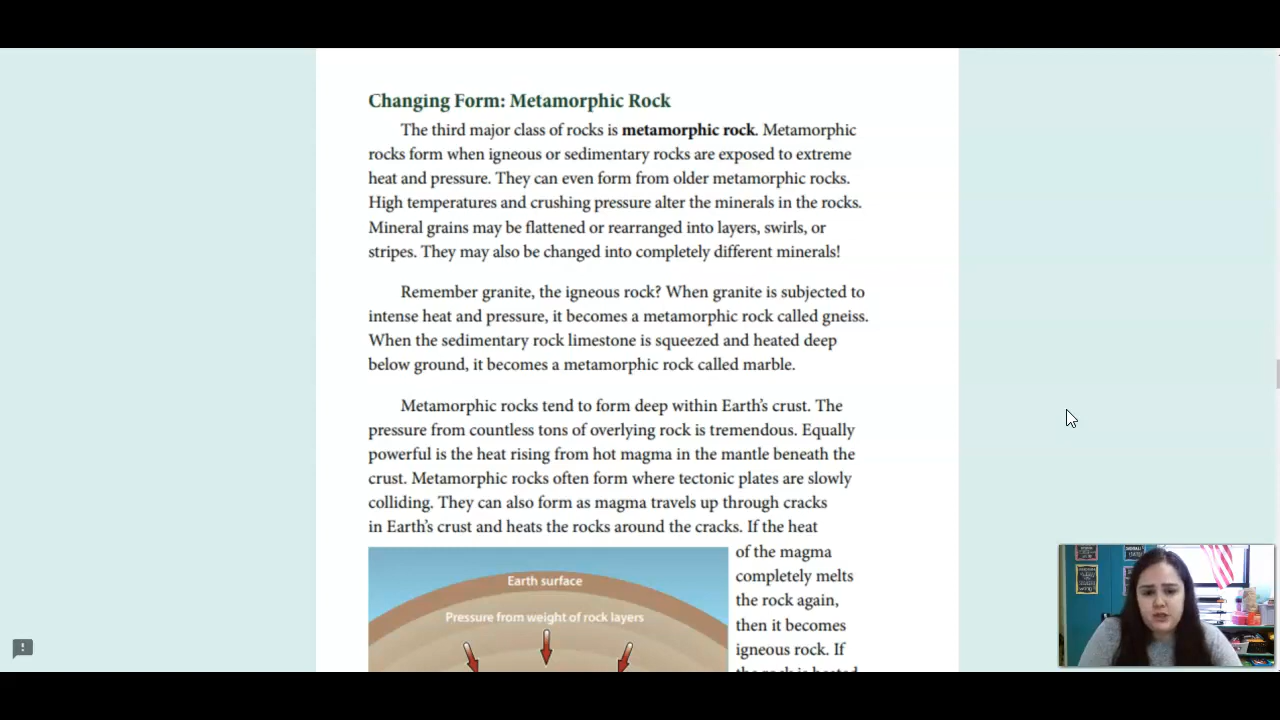 Changing Form: Metamorphic Rock
The third major class of rocks is metamorphic rock. Metamorphic
rocks form when igneous or sedimentary rocks are exposed to extreme
heat and pressure. They can even form from older metamorphic rocks.
High temperatures and crushing pressure alter the minerals in the rocks.
Mineral grains may be flattened or rearranged into layers, swirls, or
stripes. They may also be changed into completely different minerals!
Remember granite, the igneous rock? When granite is subjected to
intense heat and pressure, it becomes a metamorphic rock called gneiss.
When the sedimentary rock limestone is squeezed and heated deep
below ground, it becomes a metamorphic rock called marble.
Metamorphic rocks tend to form deep within Earth's crust. The
pressure from countless tons of overlying rock is tremendous. Equally
powerful is the heat rising from hot magma in the mantle beneath the
crust. Metamorphic rocks often form where tectonic plates are slowly
colliding. They can also form as magma travels up through cracks
in Earth's crust and heats the rocks around the cracks. If the heat
of the magma
completely melts
the rock again,
then it becomes
igneous rock. If
Earth surface
Pressure from weight of rock layers